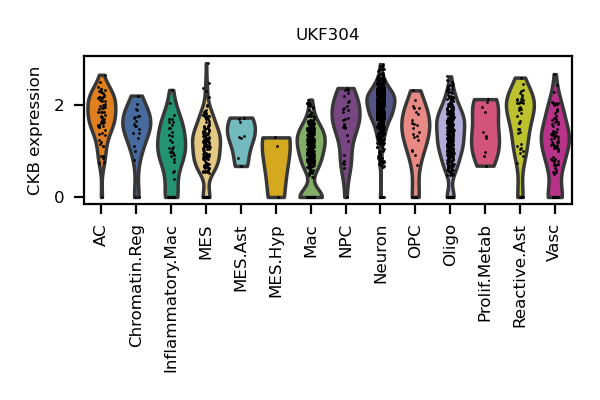 UKF304
CKB expression
2
0
AC
Chromatin.Reg
Inflammatory.Mac
MES
MES.Ast
MES.Hyp
Mac
NPC
Neuron
OPC
Oligo
Prolif.Metab
Reactive.Ast
Vasc